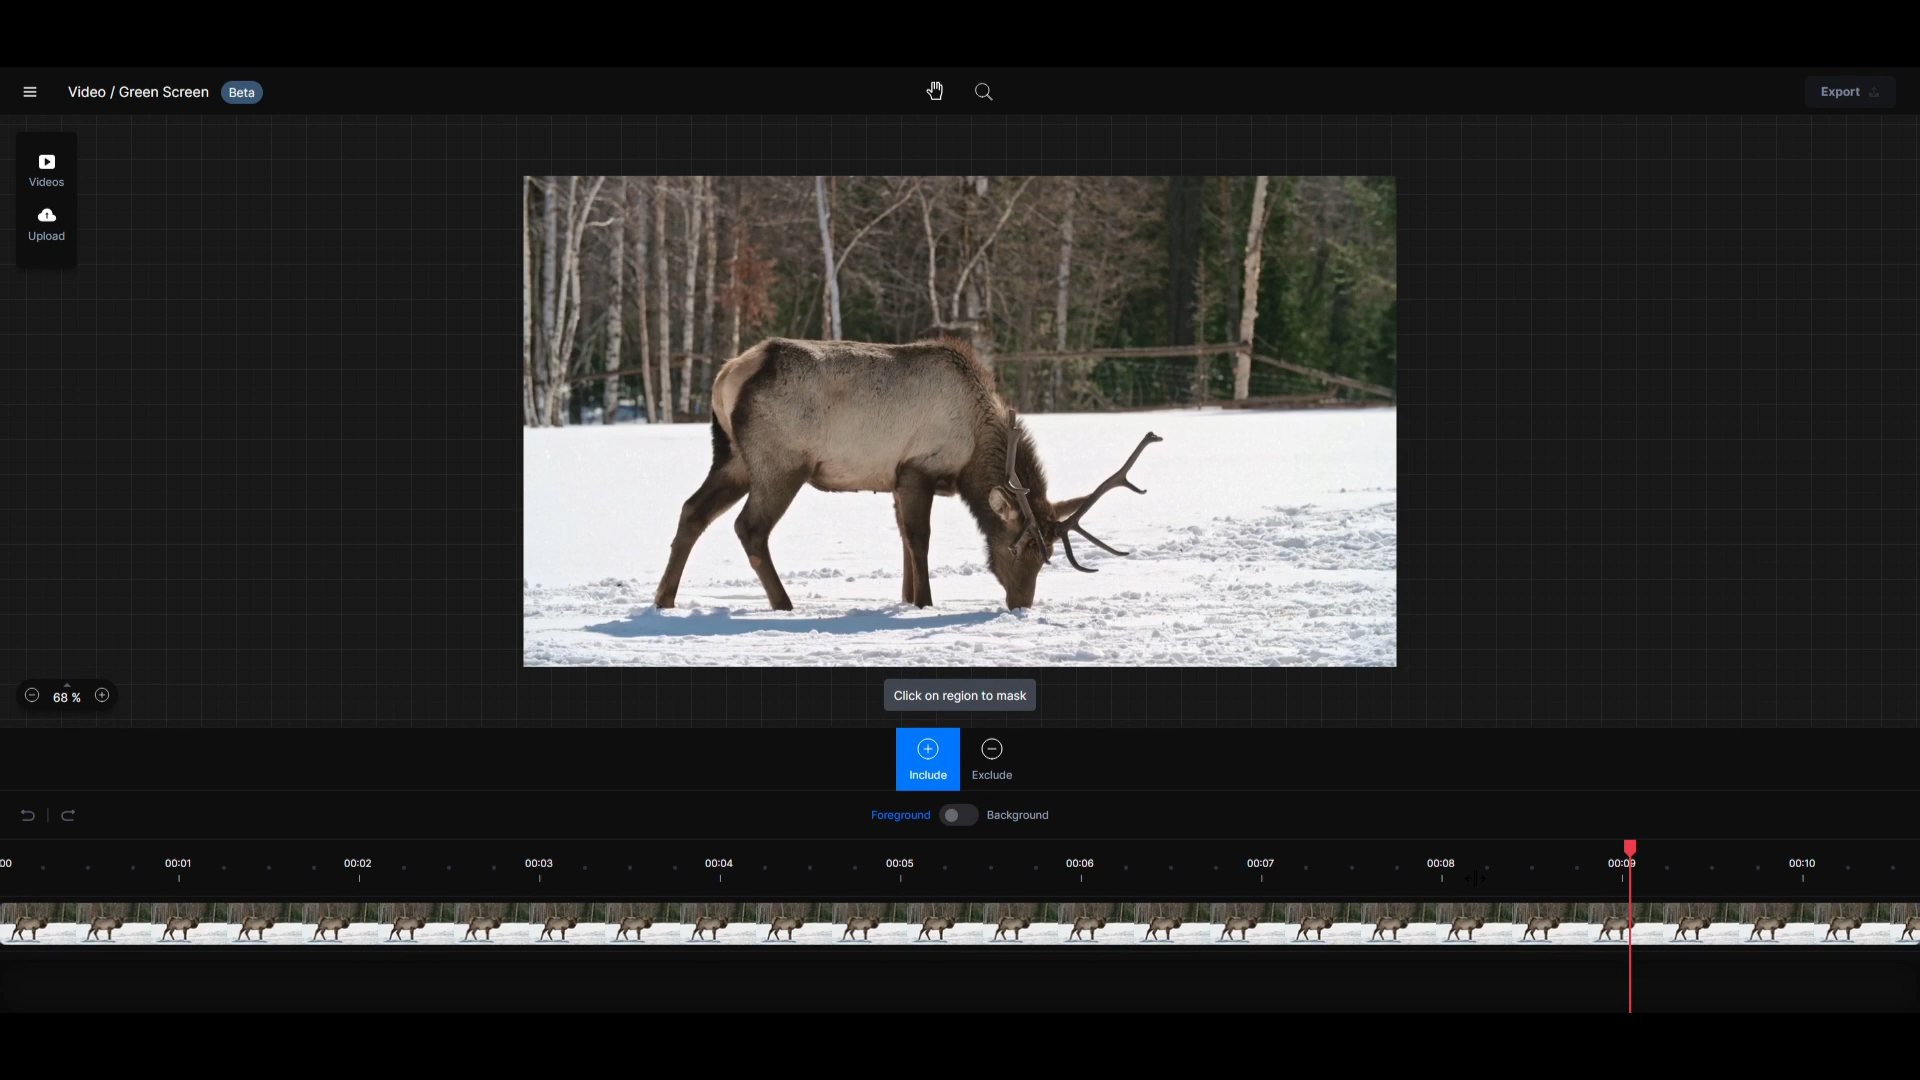 Video / Green Screen Beta Export
Videos
Upload
68 %
Click on region to mask
Include Exclude
Foreground Background
00 00:01 00:02 00:03 00:04 00:05 00:06 00:07 00:08 00:09 00:10